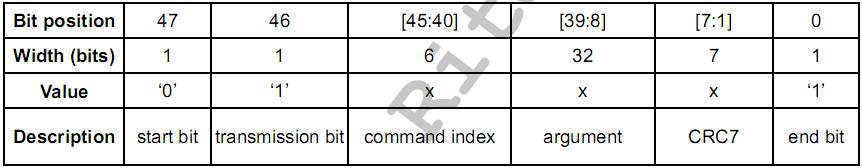 Bit position 47 46 [45:40] [39:8] [7:1] 0
Width (bits) 1 1 6 32 7 1
Value ‘0’ ‘1’ x x x ‘1’
Description start bit transmission bit command index argument CRC7 end bit